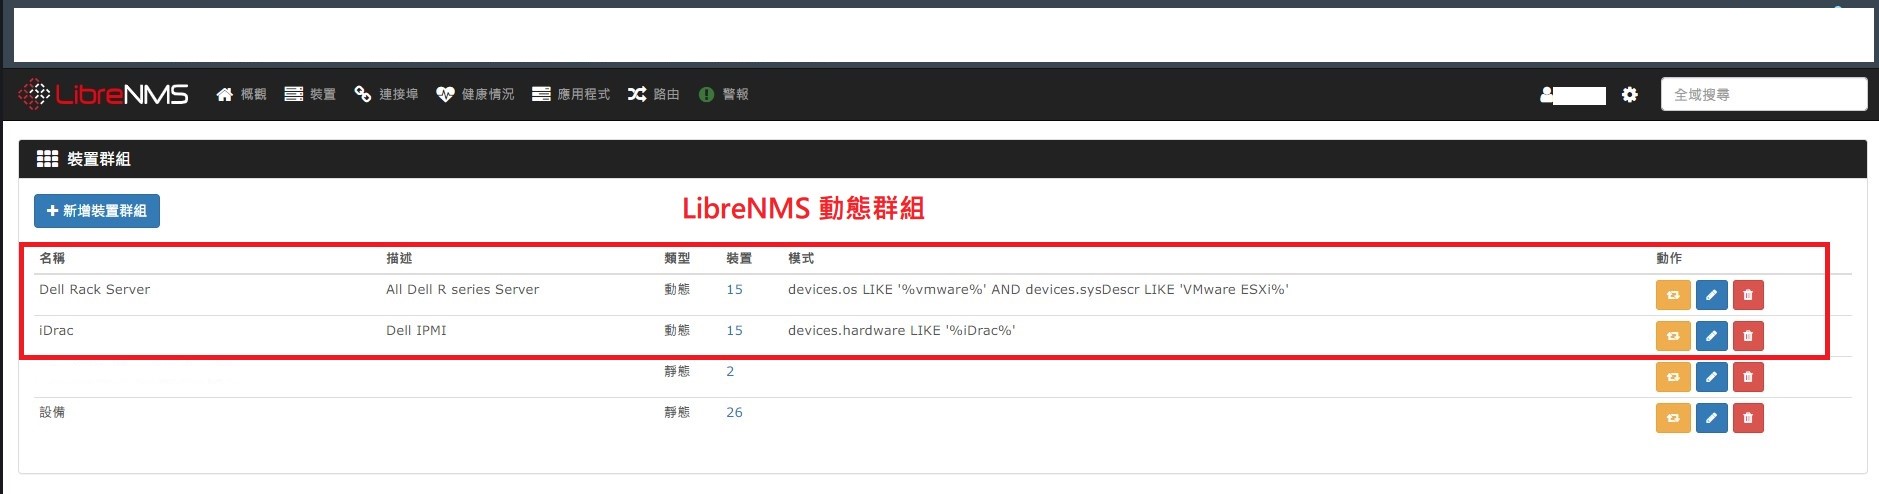 LibreNMS 概觀 裝置 連接埠 健康情況 應用程式 路由 警報 全域搜尋
裝置群組
新增裝置群組
LibreNMS 動態群組
名稱 描述 類型 裝置 模式 動作
Dell Rack Server All Dell R series Server 動態 15 devices.os LIKE '%vmware%' AND devices.sysDescr LIKE 'VMware ESXi%'
iDrac Dell IPMI 動態 15 devices.hardware LIKE '%iDrac%'
靜態 2
設備 靜態 26